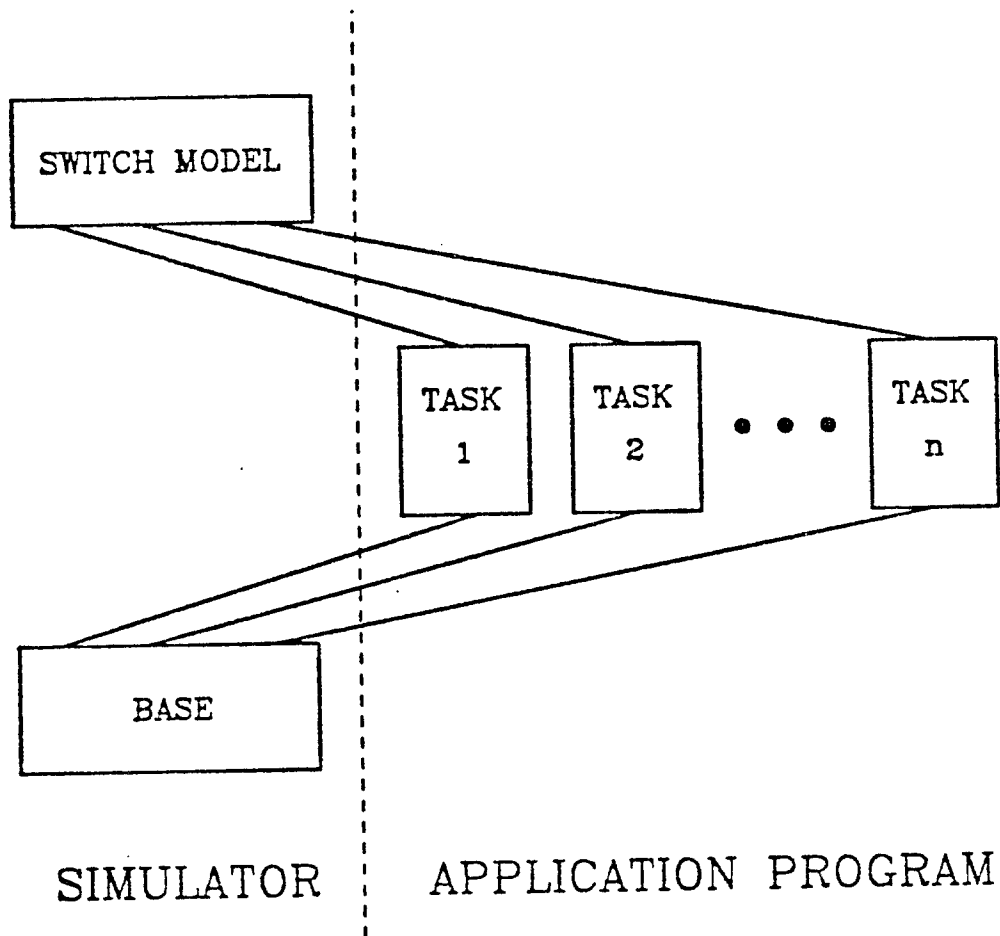 SWITCH MODEL
TASK
1
TASK
2
TASK
n
BASE
SIMULATOR
APPLICATION PROGRAM